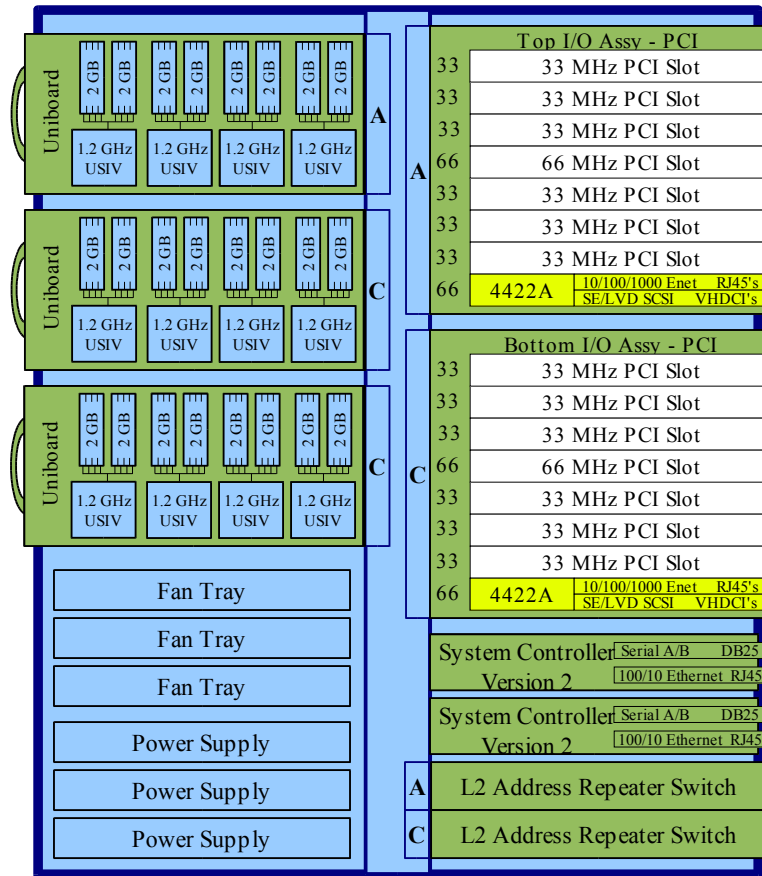 Uniboard
2 GB
2 GB
2 GB
2 GB
2 GB
2 GB
2 GB
2 GB
1.2 GHz
USIV
1.2 GHz
USIV
1.2 GHz
USIV
1.2 GHz
USIV
A
Uniboard
2 GB
2 GB
2 GB
2 GB
2 GB
2 GB
2 GB
2 GB
1.2 GHz
USIV
1.2 GHz
USIV
1.2 GHz
USIV
1.2 GHz
USIV
C
Uniboard
2 GB
2 GB
2 GB
2 GB
2 GB
2 GB
2 GB
2 GB
1.2 GHz
USIV
1.2 GHz
USIV
1.2 GHz
USIV
1.2 GHz
USIV
C
Fan Tray
Fan Tray
Fan Tray
Power Supply
Power Supply
Power Supply
A
Top I/O Assy - PCI
33 33 MHz PCI Slot
33 33 MHz PCI Slot
33 33 MHz PCI Slot
66 66 MHz PCI Slot
33 33 MHz PCI Slot
33 33 MHz PCI Slot
33 33 MHz PCI Slot
66 4422A
10/100/1000 Enet RJ45's
SE/LVD SCSI VHDCI's
C
Bottom I/O Assy - PCI
33 33 MHz PCI Slot
33 33 MHz PCI Slot
33 33 MHz PCI Slot
66 66 MHz PCI Slot
33 33 MHz PCI Slot
33 33 MHz PCI Slot
33 33 MHz PCI Slot
66 4422A
10/100/1000 Enet RJ45's
SE/LVD SCSI VHDCI's
System Controller
Version 2
Serial A/B DB25
100/10 Ethernet RJ45
System Controller
Version 2
Serial A/B DB25
100/10 Ethernet RJ45
A L2 Address Repeater Switch
C L2 Address Repeater Switch